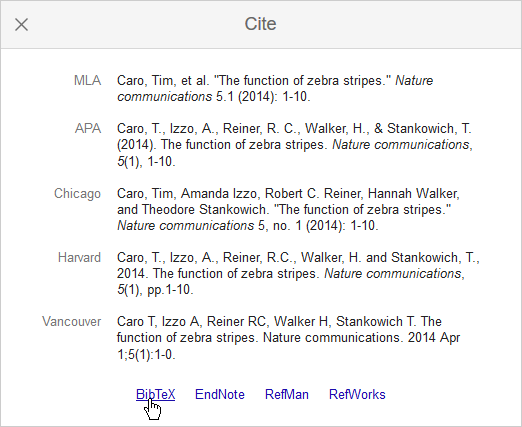 Cite
MLA Caro, Tim, et al. "The function of zebra stripes." Nature
communications 5.1 (2014): 1-10.
APA Caro, T., Izzo, A., Reiner, R. C., Walker, H., & Stankowich, T.
(2014). The function of zebra stripes. Nature communications,
5(1), 1-10.
Chicago Caro, Tim, Amanda Izzo, Robert C. Reiner, Hannah Walker,
and Theodore Stankowich. "The function of zebra stripes."
Nature communications 5, no. 1 (2014): 1-10.
Harvard Caro, T., Izzo, A., Reiner, R.C., Walker, H. and Stankowich, T.,
2014. The function of zebra stripes. Nature communications,
5(1), pp.1-10.
Vancouver Caro T, Izzo A, Reiner RC, Walker H, Stankowich T. The
function of zebra stripes. Nature communications. 2014 Apr
1;5(1):1-0.
BibTeX EndNote RefMan RefWorks